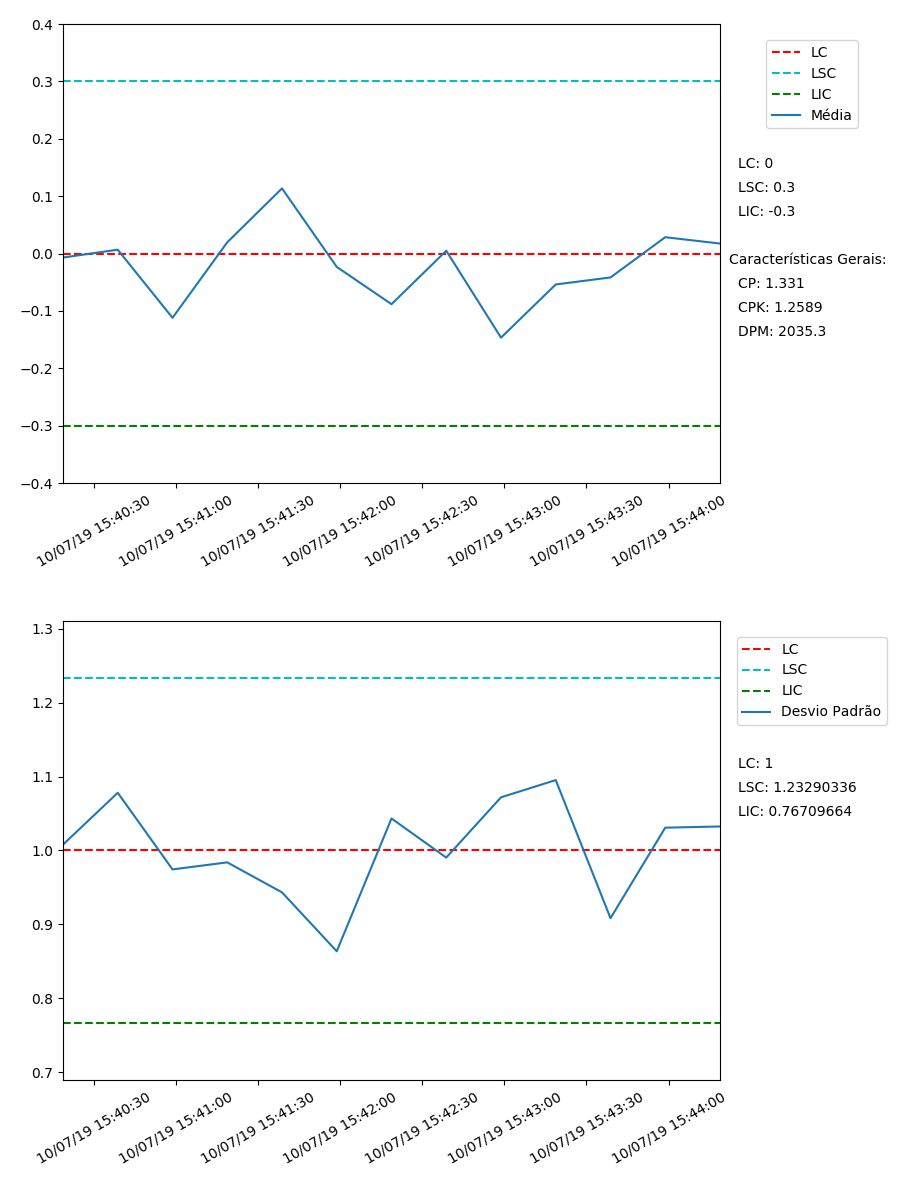 0.4
0.3
0.2
0.1
0.0
−0.1
−0.2
−0.3
−0.4
10/07/19 15:40:30
10/07/19 15:41:00
10/07/19 15:41:30
10/07/19 15:42:00
10/07/19 15:42:30
10/07/19 15:43:00
10/07/19 15:43:30
10/07/19 15:44:00
LC
LSC
LIC
Média
LC: 0
LSC: 0.3
LIC: -0.3
Características Gerais:
CP: 1.331
CPK: 1.2589
DPM: 2035.3
1.3
1.2
1.1
1.0
0.9
0.8
0.7
10/07/19 15:40:30
10/07/19 15:41:00
10/07/19 15:41:30
10/07/19 15:42:00
10/07/19 15:42:30
10/07/19 15:43:00
10/07/19 15:43:30
10/07/19 15:44:00
LC
LSC
LIC
Desvio Padrão
LC: 1
LSC: 1.23290336
LIC: 0.76709664